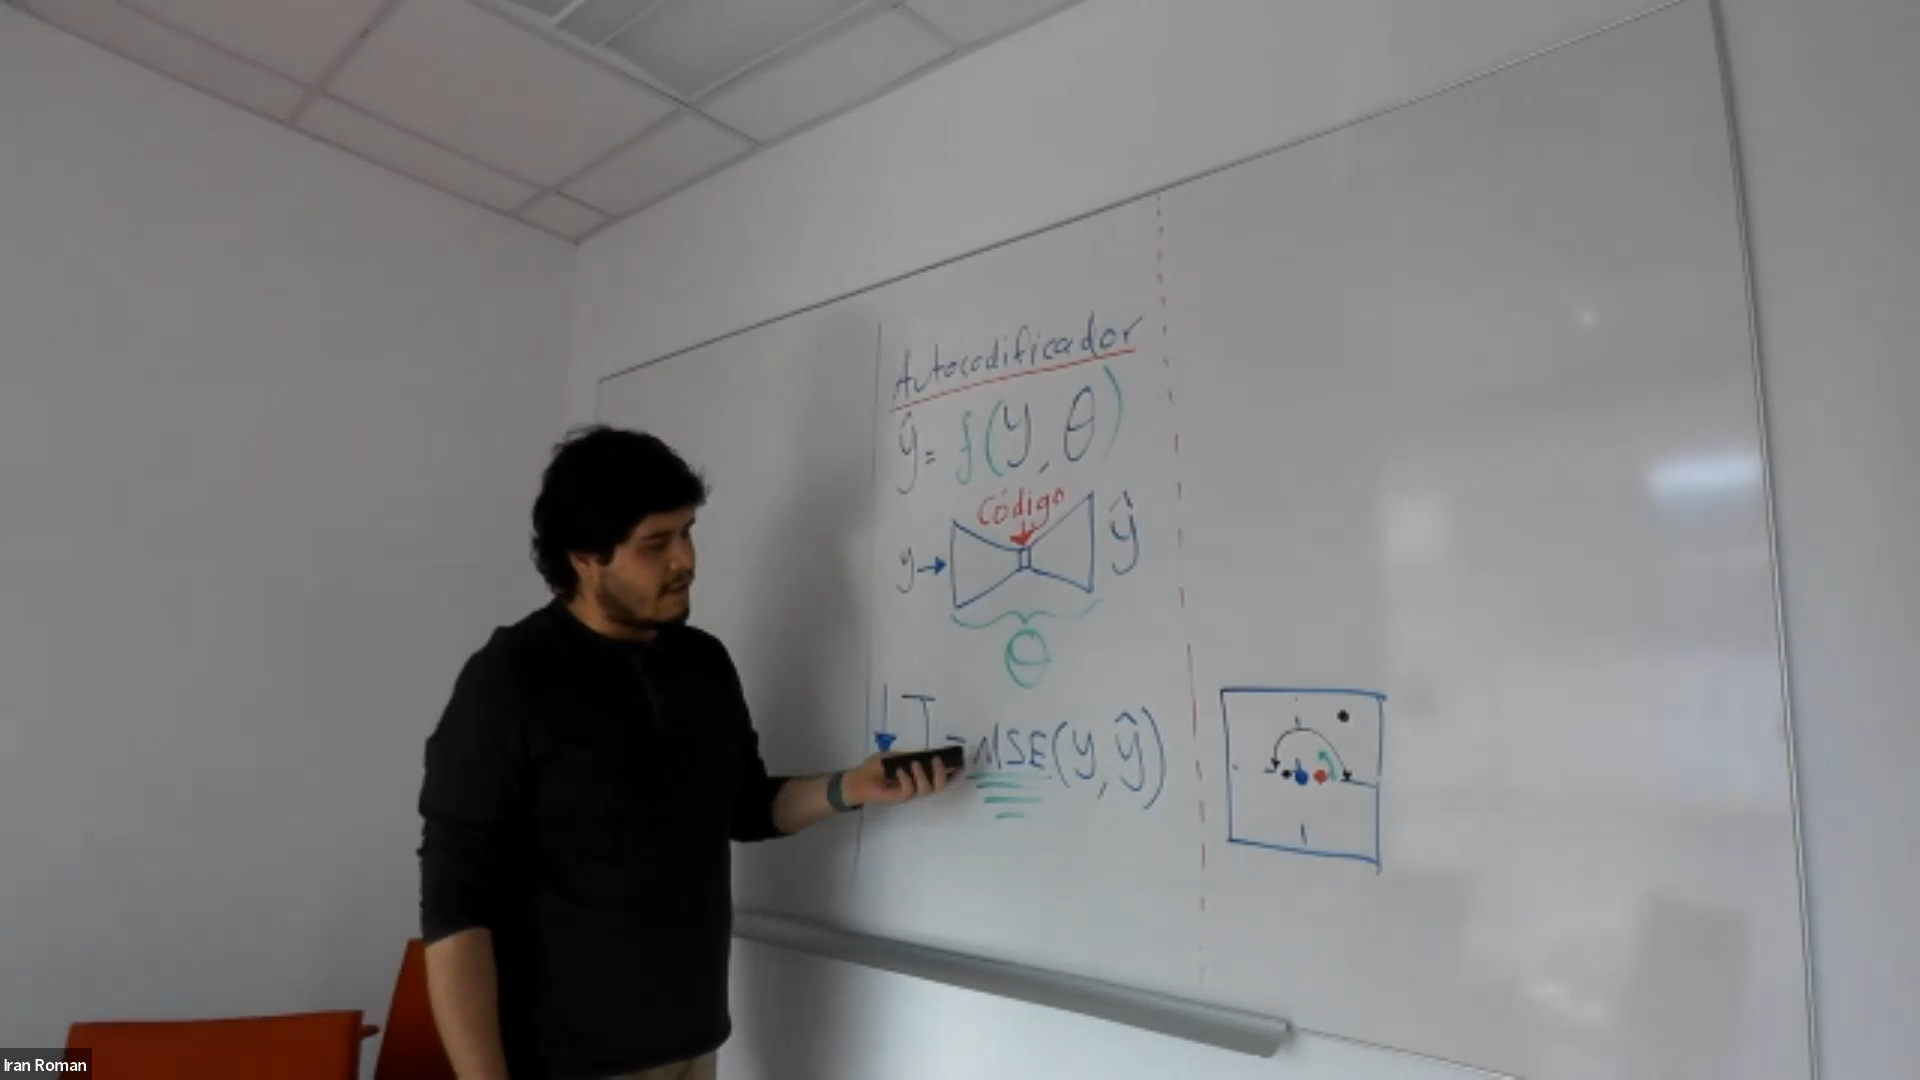 Autocodificador
ŷ = f(y, θ)
Código
y
ŷ
θ
J = MSE(y, ŷ)
Iran Roman